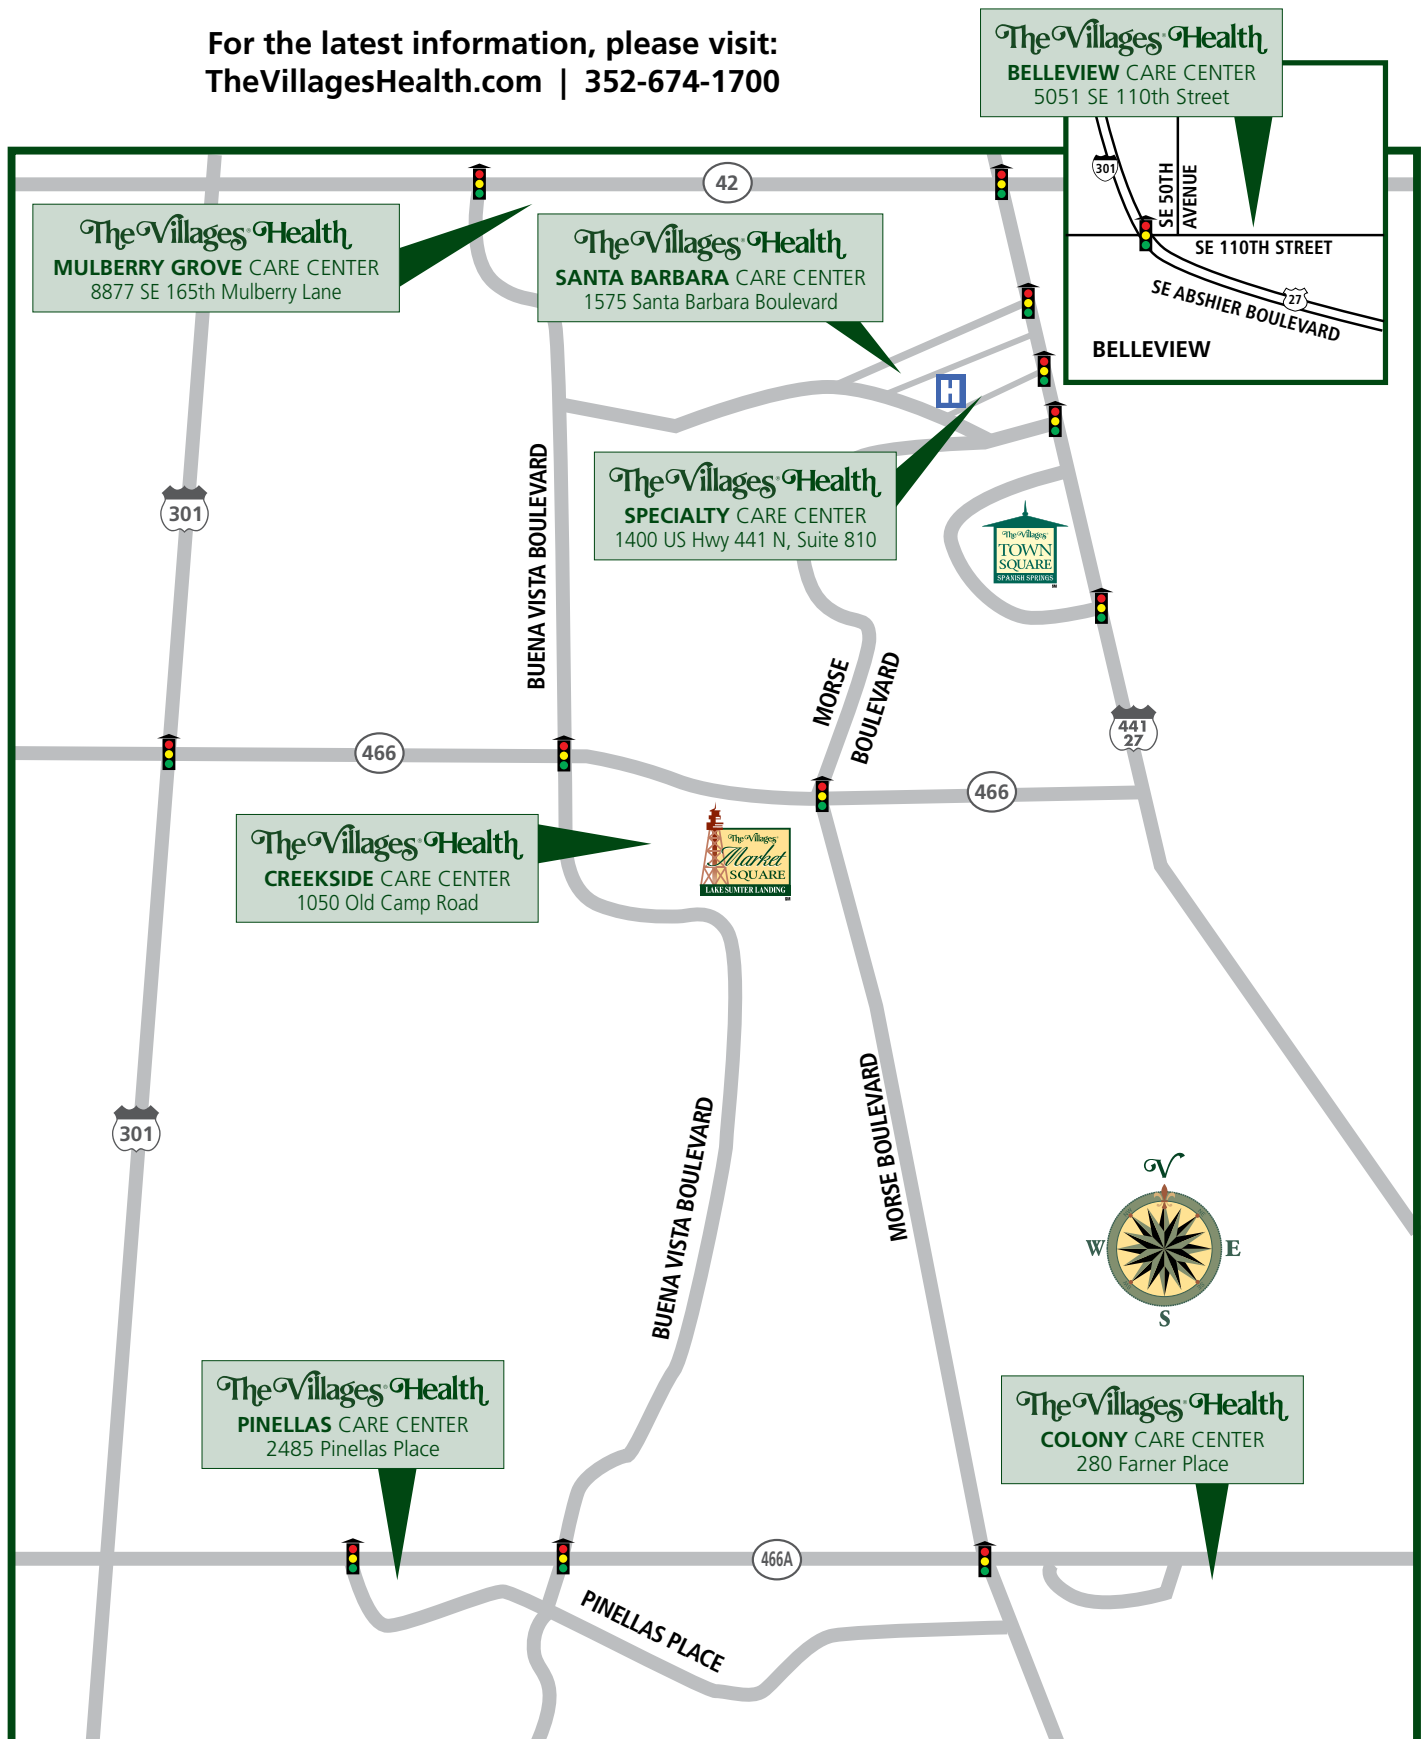 For the latest information, please visit:
TheVillagesHealth.com | 352-674-1700
The Villages® Health
BELLEVIEW CARE CENTER
5051 SE 110th Street
301
SE 50TH
AVENUE
SE 110TH STREET
27
SE ABSHIER BOULEVARD
BELLEVIEW
42
The Villages® Health
MULBERRY GROVE CARE CENTER
8877 SE 165th Mulberry Lane
The Villages® Health
SANTA BARBARA CARE CENTER
1575 Santa Barbara Boulevard
H
The Villages® Health
SPECIALTY CARE CENTER
1400 US Hwy 441 N, Suite 810
301
BUENA VISTA BOULEVARD
The Villages
TOWN
SQUARE
SPANISH SPRINGS
SM
MORSE
BOULEVARD
441
27
466
466
The Villages® Health
CREEKSIDE CARE CENTER
1050 Old Camp Road
The Villages
Market
SQUARE
LAKE SUMTER LANDING
SM
301
BUENA VISTA BOULEVARD
MORSE BOULEVARD
V
W
E
S
The Villages® Health
PINELLAS CARE CENTER
2485 Pinellas Place
The Villages® Health
COLONY CARE CENTER
280 Farner Place
466A
PINELLAS PLACE